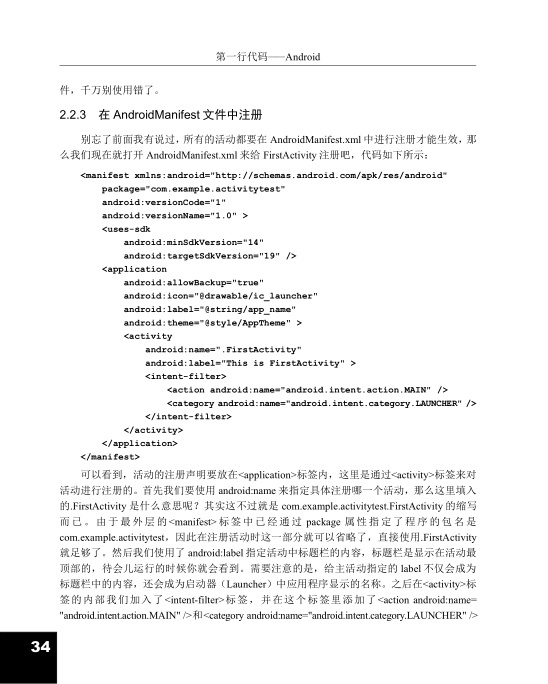 第一行代码——Android
件，千万别使用错了。
2.2.3 在 AndroidManifest 文件中注册
别忘了前面我有说过，所有的活动都要在 AndroidManifest.xml 中进行注册才能生效，那
么我们现在就打开 AndroidManifest.xml 来给 FirstActivity 注册吧，代码如下所示：
<manifest xmlns:android="http://schemas.android.com/apk/res/android"
package="com.example.activitytest"
android:versionCode="1"
android:versionName="1.0" >
<uses-sdk
android:minSdkVersion="14"
android:targetSdkVersion="19" />
<application
android:allowBackup="true"
android:icon="@drawable/ic_launcher"
android:label="@string/app_name"
android:theme="@style/AppTheme" >
<activity
android:name=".FirstActivity"
android:label="This is FirstActivity" >
<intent-filter>
<action android:name="android.intent.action.MAIN" />
<category android:name="android.intent.category.LAUNCHER" />
</intent-filter>
</activity>
</application>
</manifest>
可以看到，活动的注册声明要放在<application>标签内，这里是通过<activity>标签来对
活动进行注册的。首先我们要使用 android:name 来指定具体注册哪一个活动，那么这里填入
的.FirstActivity 是什么意思呢？其实这不过就是 com.example.activitytest.FirstActivity 的缩写
而已。由于最外层的<manifest>标签中已经通过 package 属性指定了程序的包名是
com.example.activitytest，因此在注册活动时这一部分就可以省略了，直接使用.FirstActivity
就足够了。然后我们使用了 android:label 指定活动中标题栏的内容，标题栏是显示在活动最
顶部的，待会儿运行的时候你就会看到。需要注意的是，给主活动指定的 label 不仅会成为
标题栏中的内容，还会成为启动器（Launcher）中应用程序显示的名称。之后在<activity>标
签的内部我们加入了<intent-filter>标签，并在这个标签里添加了<action android:name=
"android.intent.action.MAIN" />和<category android:name="android.intent.category.LAUNCHER" />
34